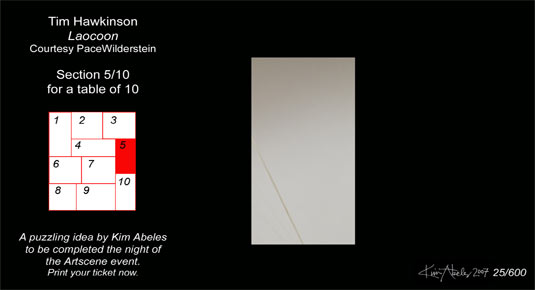 Tim Hawkinson
Laocoon
Courtesy PaceWilderstein
Section 5/10
for a table of 10
1
2
3
4
5
6
7
8
9
10
A puzzling idea by Kim Abeles
to be completed the night of
the Artscene event.
Print your ticket now.
Kim Abeles 2007 25/600